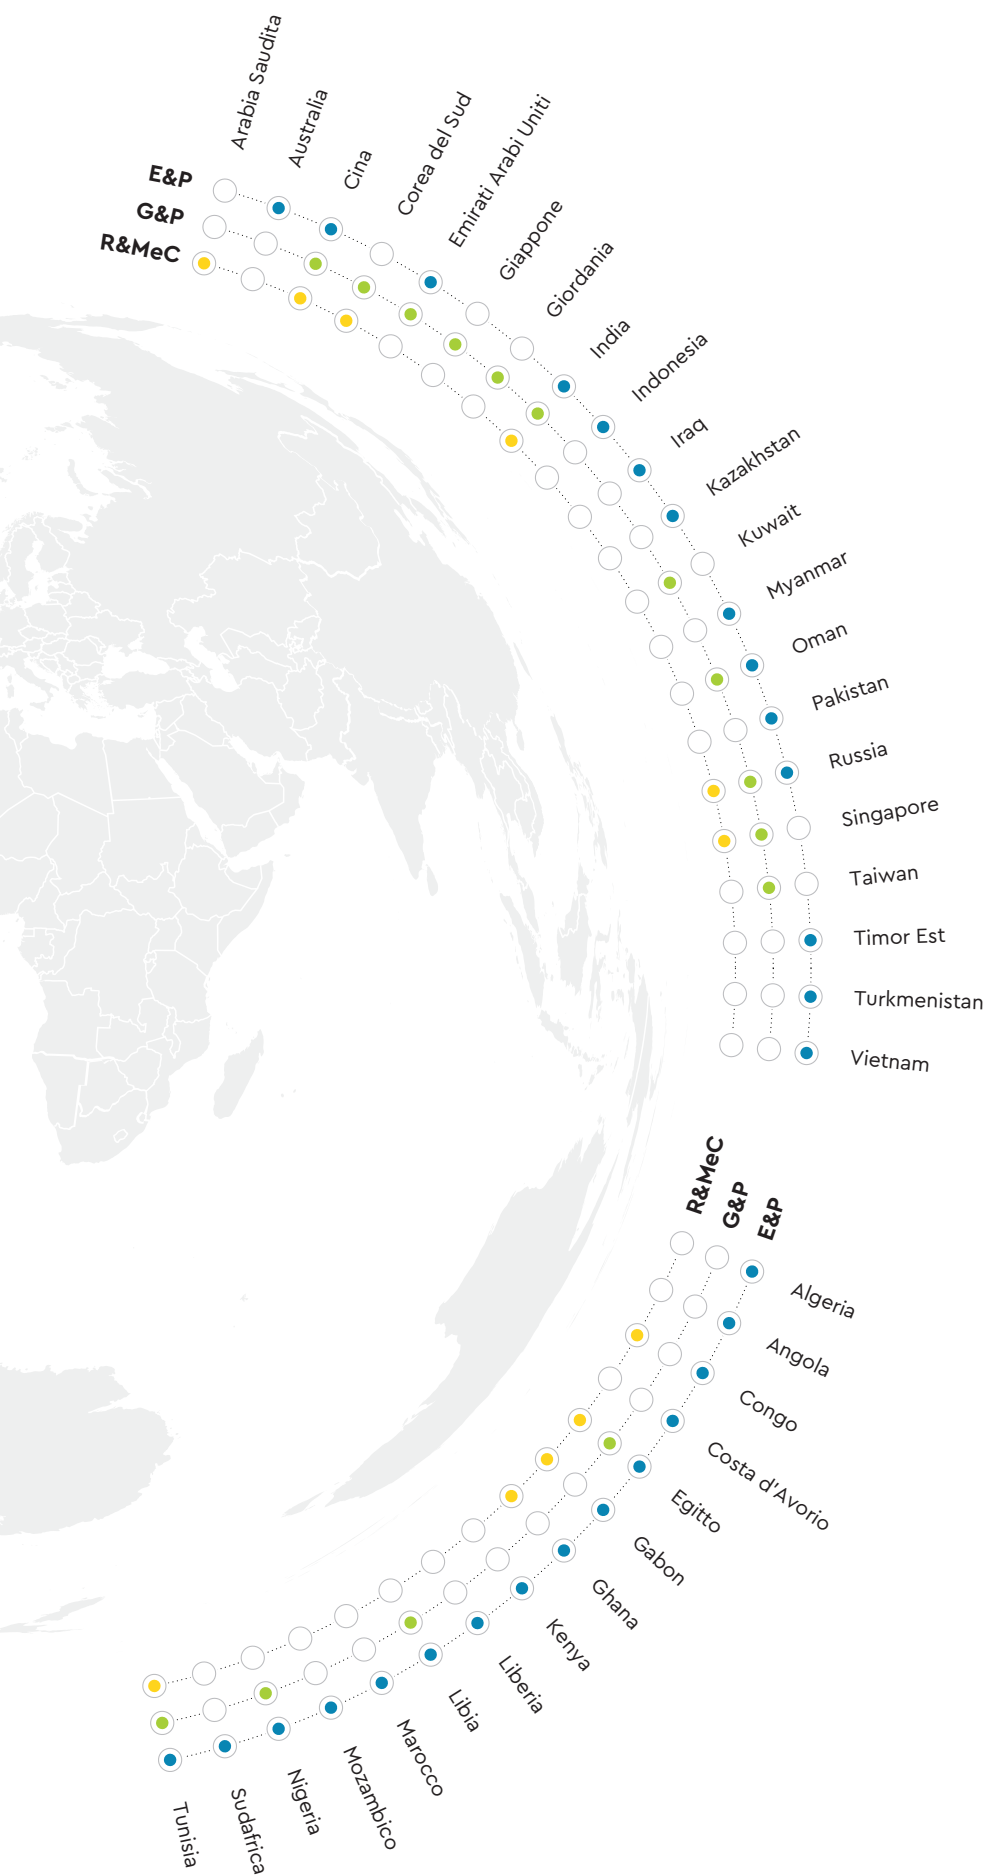 Arabia Saudita
Australia
Cina
Corea del Sud
Emirati Arabi Uniti
Giappone
Giordania
India
Indonesia
Iraq
Kazakhstan
Kuwait
Myanmar
Oman
Pakistan
Russia
Singapore
Taiwan
Timor Est
Turkmenistan
Vietnam
E&P
G&P
R&MeC
R&MeC
G&P
E&P
Algeria
Angola
Congo
Costa d'Avorio
Egitto
Gabon
Ghana
Kenya
Liberia
Libia
Marocco
Mozambico
Nigeria
Sudafrica
Tunisia